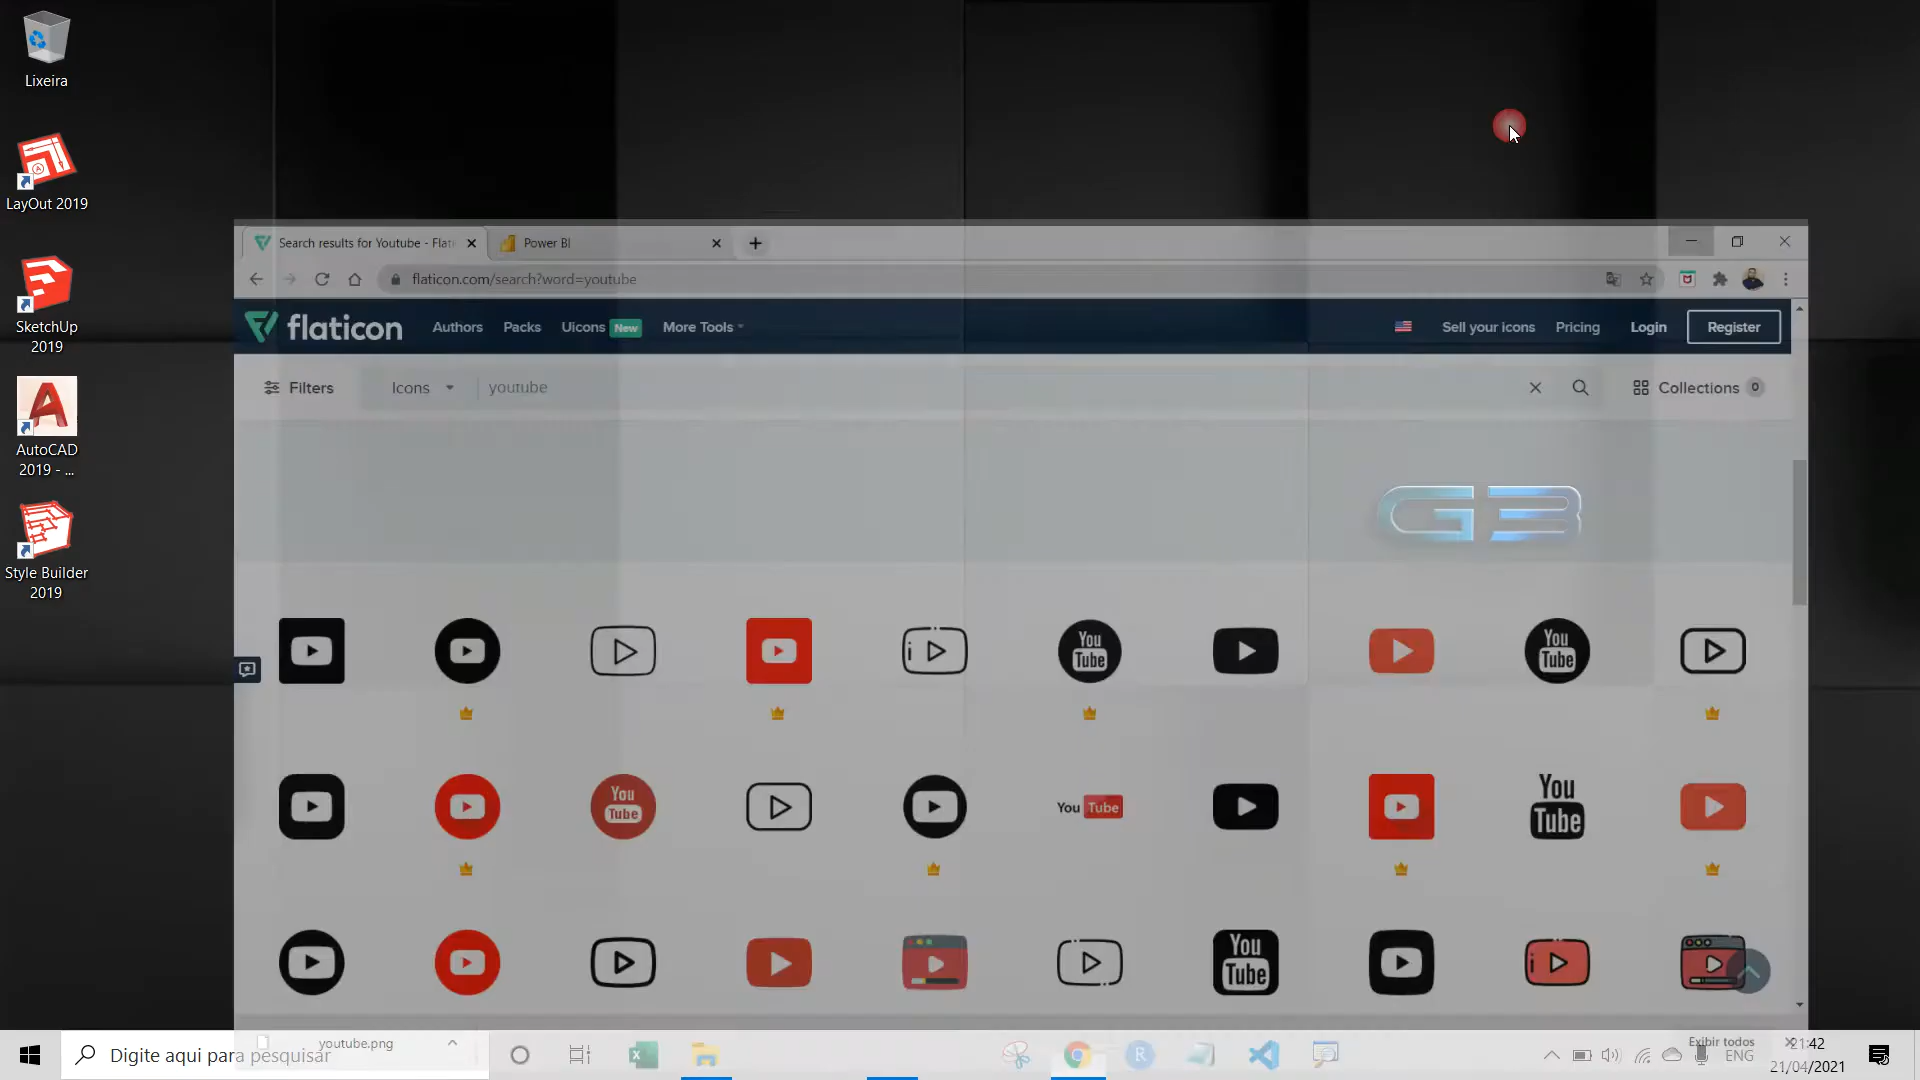 Lixeira
LayOut 2019
SketchUp
2019
AutoCAD
2019 - ...
Style Builder
2019
Search results for Youtube - Flati
Power BI
flaticon.com/search?word=youtube
flaticon
Authors
Packs
Uicons
New
More Tools
Sell your icons
Pricing
Login
Register
Filters
Icons
youtube
Collections
0
G3
You
Tube
You
Tube
You
Tube
You Tube
You
Tube
You
Tube
youtube.png
Exibir todos
Digite aqui para pesquisar
ENG
21:42
21/04/2021